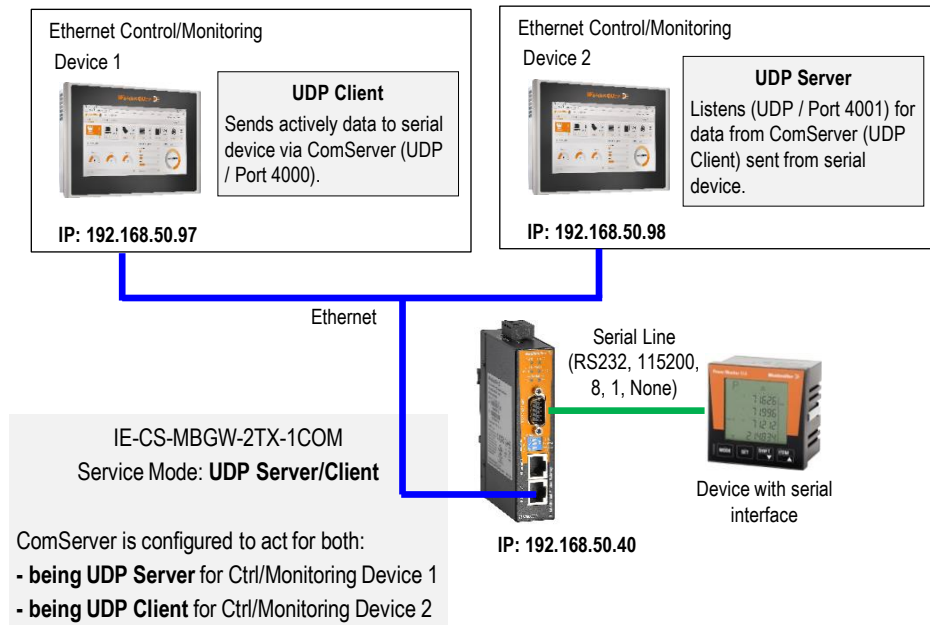 Ethernet Control/Monitoring
Device 1
UDP Client
Sends actively data to serial
device via ComServer (UDP
/ Port 4000).
IP: 192.168.50.97
Ethernet Control/Monitoring
Device 2
UDP Server
Listens (UDP / Port 4001) for
data from ComServer (UDP
Client) sent from serial
device.
IP: 192.168.50.98
Ethernet
Serial Line
(RS232, 115200,
8, 1, None)
IE-CS-MBGW-2TX-1COM
Service Mode: UDP Server/Client
ComServer is configured to act for both:
- being UDP Server for Ctrl/Monitoring Device 1
- being UDP Client for Ctrl/Monitoring Device 2
IP: 192.168.50.40
Device with serial
interface